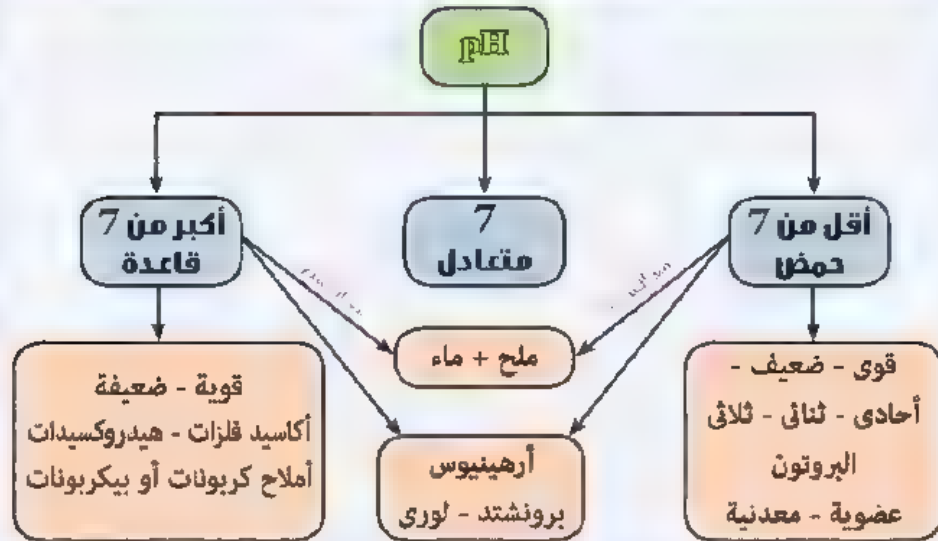 pH
أقل من 7
حمض
7
متعادل
أكبر من 7
قاعدة
ملح + ماء
قوى - ضعيف -
أحادى - ثنائى - ثلاثى
البروتون
عضوية - معدنية
أرهينيوس
برونشتد - لورى
قوية - ضعيفة
أكاسيد فلزات - هيدروكسيدات
أملاح كربونات أو بيكربونات